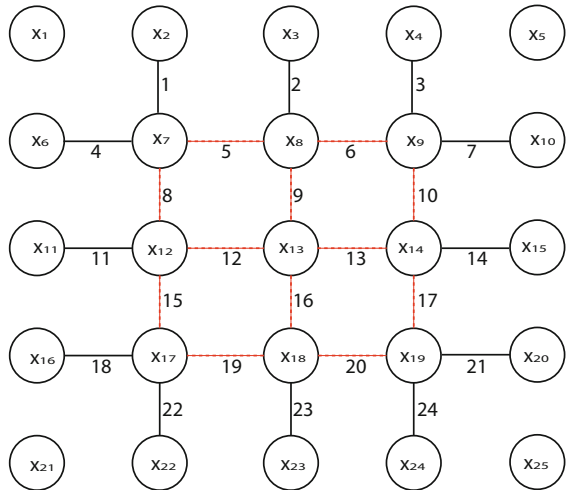 X₁ X₂ X₃ X₄ X₅
1 2 3
X₆ X₇ X₈ X₉ X₁₀
4 5 6 7
8 9 10
X₁₁ X₁₂ X₁₃ X₁₄ X₁₅
11 12 13 14
15 16 17
X₁₆ X₁₇ X₁₈ X₁₉ X₂₀
18 19 20 21
22 23 24
X₂₁ X₂₂ X₂₃ X₂₄ X₂₅